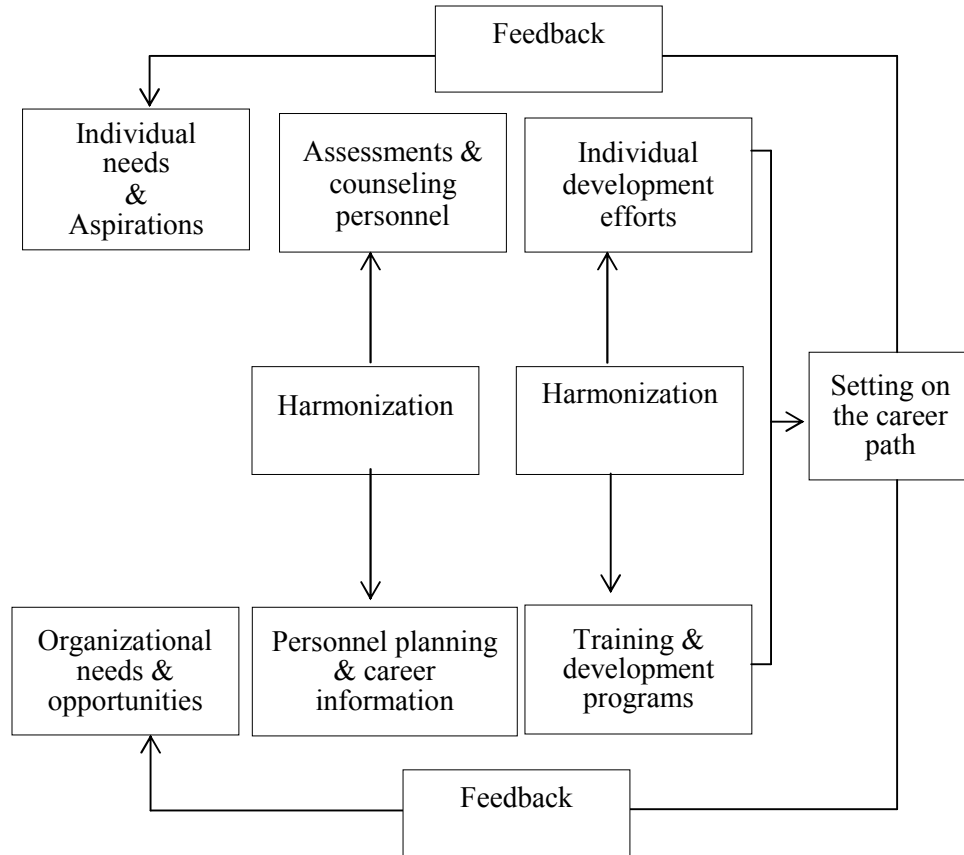 Feedback
Individual
needs
&
Aspirations
Assessments &
counseling
personnel
Individual
development
efforts
Harmonization
Harmonization
Setting on
the career
path
Organizational
needs &
opportunities
Personnel planning
& career
information
Training &
development
programs
Feedback